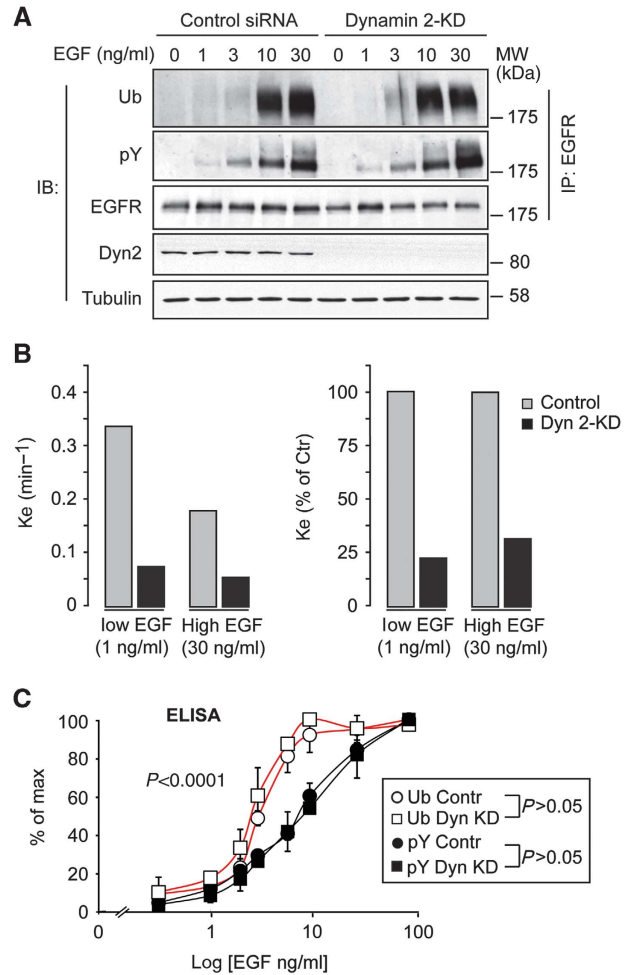 A
Control siRNA Dynamin 2-KD
EGF (ng/ml) 0 1 3 10 30 0 1 3 10 30 MW
(kDa)
Ub
– 175
pY
– 175
IB:
EGFR
– 175
IP: EGFR
Dyn2
– 80
Tubulin
– 58
B
Ke (min−1)
0.4
0.3
0.2
0.1
0
low EGF High EGF
(1 ng/ml) (30 ng/ml)
Ke (% of Ctr)
100
75
50
25
0
low EGF High EGF
(1 ng/ml) (30 ng/ml)
Control
Dyn 2-KD
C
ELISA
P<0.0001
% of max
100
80
60
40
20
0
0 1 10 100
Log [EGF ng/ml]
Ub Contr
Ub Dyn KD
P>0.05
pY Contr
pY Dyn KD
P>0.05